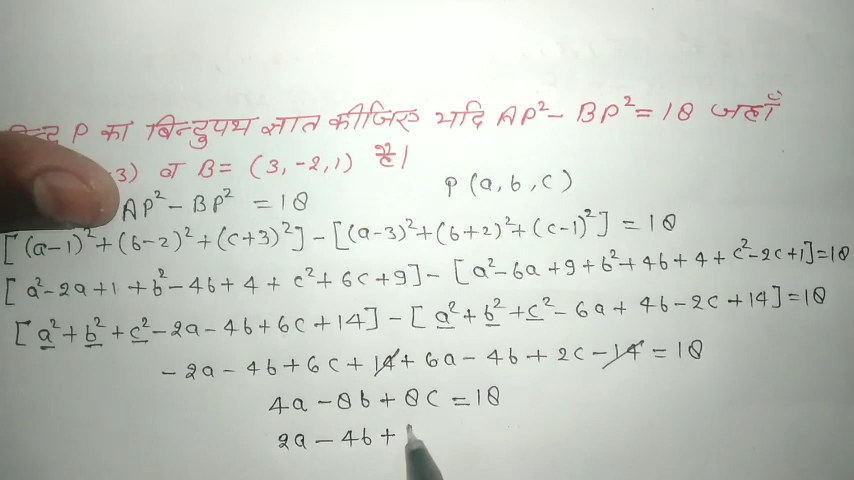 बिन्दु P का बिन्दुपथ ज्ञात कीजिए यदि AP²-BP²=18 जहाँ
3) व B= (3,-2,1) है।
P(a,b,c)
AP²-BP² =18
[(a-1)²+(b-2)²+(c+3)²]-[(a-3)²+(b+2)²+(c-1)²]=18
[a²-2a+1+b²-4b+4+c²+6c+9]-[a²-6a+9+b²+4b+4+c²-2c+1]=18
[a²+b²+c²-2a-4b+6c+14]-[a²+b²+c²-6a+4b-2c+14]=18
-2a-4b+6c+14+6a-4b+2c-14=18
4a-8b+8c=18
2a-4b+